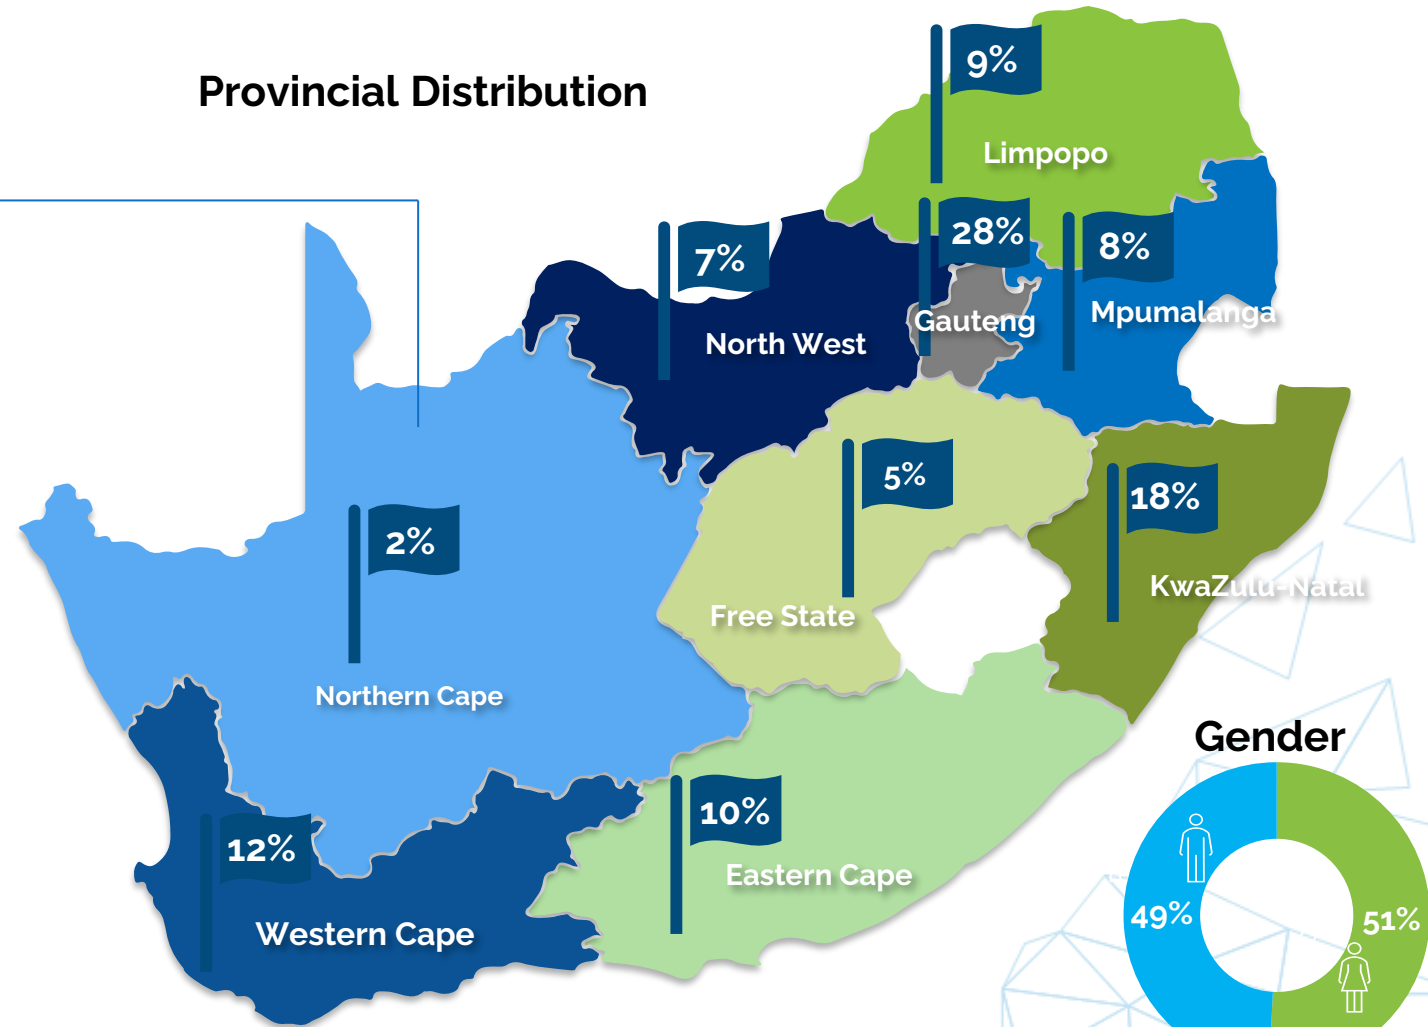 Provincial Distribution
9%
Limpopo
28%
7%
8%
Mpumalanga
Gauteng
North West
5%
18%
2%
KwaZulu-Natal
Free State
Northern Cape
Gender
10%
12%
Eastern Cape
49%
51%
Western Cape